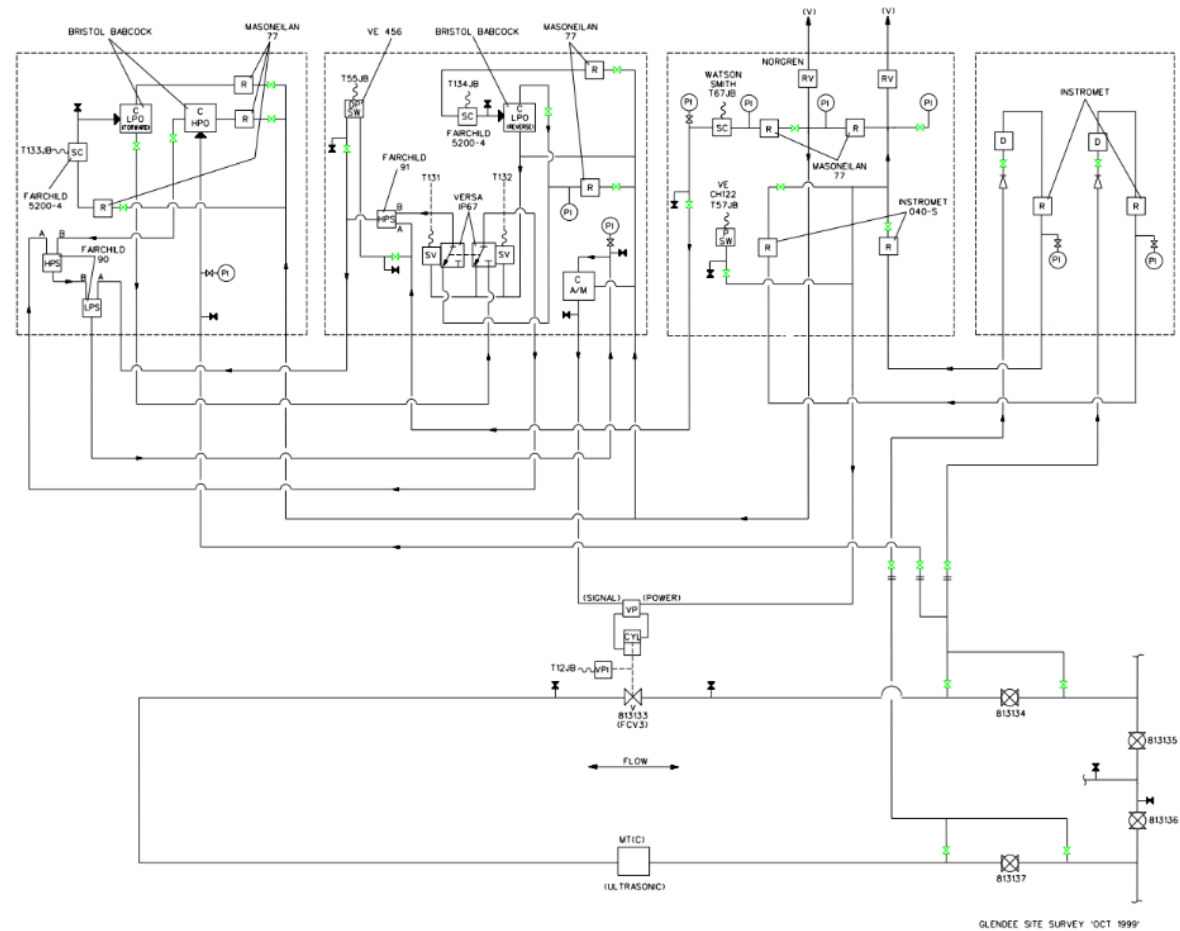 BRISTOL BABCOCK
MASONEILAN
77
C
LPO
(FORWARD)
C
HPO
R
R
T133JB
SC
FAIRCHILD
5200-4
R
A
B
HPS
FAIRCHILD
90
B
A
LPS
PI
VE 456
BRISTOL BABCOCK
MASONEILAN
77
T55JB
DP
SW
T134JB
SC
C
LPO
(REVERSE)
R
FAIRCHILD
5200-4
FAIRCHILD
91
T131
VERSA
IP67
T132
R
PI
HPS
B
A
SV
SV
PI
C
A/M
(V)
(V)
NORGREN
RV
RV
WATSON
SMITH
T67JB
PI
PI
PI
PI
SC
R
R
MASONEILAN
77
VE
CH122
T57JB
P
SW
INSTROMET
040-S
R
R
INSTROMET
D
D
R
R
PI
PI
(SIGNAL)
VP
(POWER)
CYL
T12JB
VPI
V
813133
(FCV3)
813134
813135
FLOW
813136
MT(C)
(ULTRASONIC)
813137
GLENDEE SITE SURVEY 'OCT 1999'